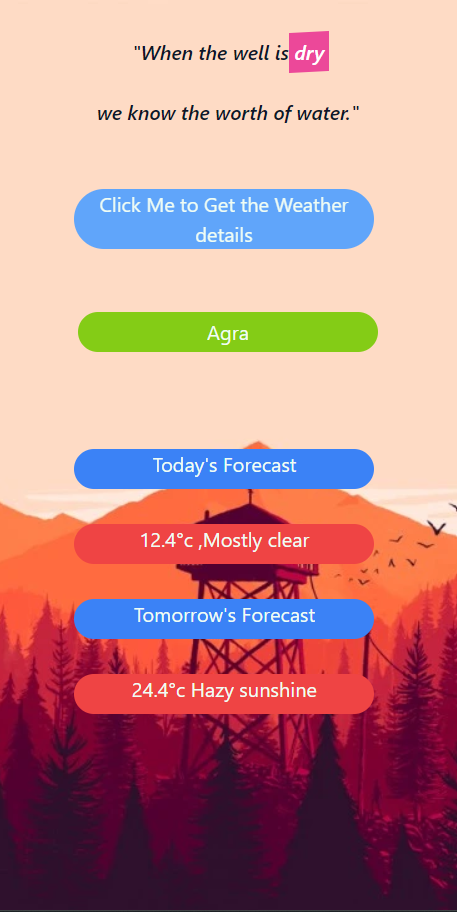 "When the well is dry
we know the worth of water."
Click Me to Get the Weather
details
Agra
Today's Forecast
12.4°c ,Mostly clear
Tomorrow's Forecast
24.4°c Hazy sunshine